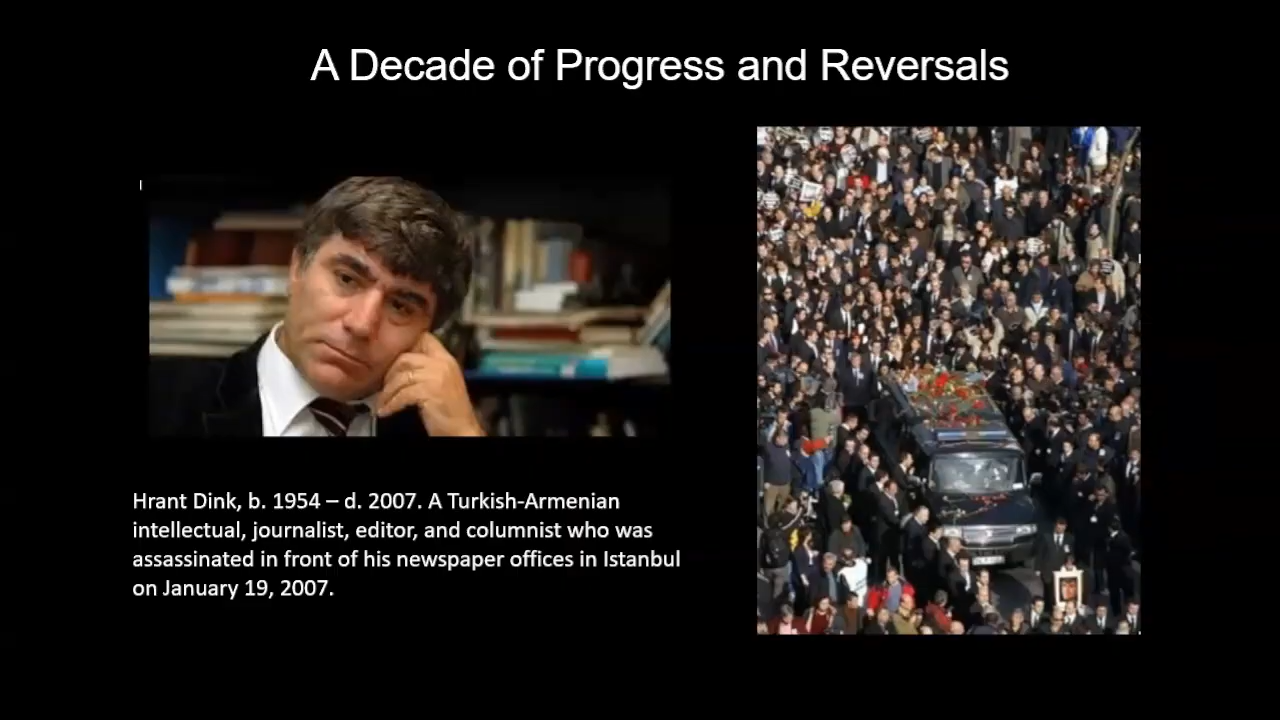 A Decade of Progress and Reversals
Hrant Dink, b. 1954 – d. 2007. A Turkish-Armenian
intellectual, journalist, editor, and columnist who was
assassinated in front of his newspaper offices in Istanbul
on January 19, 2007.